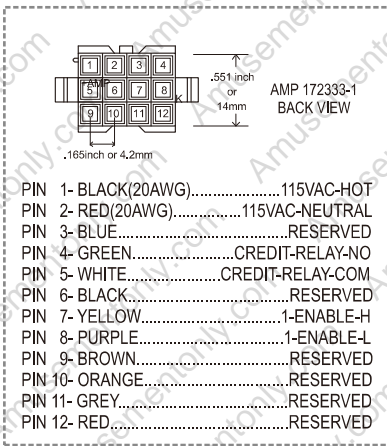 1 2 3 4
AMP
5 6 7 8
K
9 10 11 12
.551 inch
or
14mm
AMP 172333-1
BACK VIEW
.165inch or 4.2mm
PIN 1- BLACK(20AWG)..............................115VAC-HOT
PIN 2- RED(20AWG)..................115VAC-NEUTRAL
PIN 3- BLUE......................................RESERVED
PIN 4- GREEN.......................CREDIT-RELAY-NO
PIN 5- WHITE.....................CREDIT-RELAY-COM
PIN 6- BLACK...................................RESERVED
PIN 7- YELLOW.................................1-ENABLE-H
PIN 8- PURPLE.................................1-ENABLE-L
PIN 9- BROWN..................................RESERVED
PIN 10- ORANGE................................RESERVED
PIN 11- GREY....................................RESERVED
PIN 12- RED......................................RESERVED